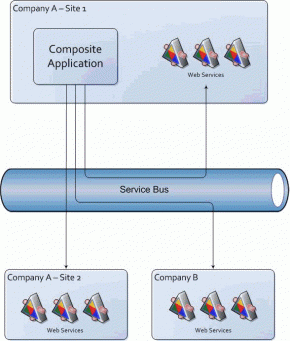 Company A – Site 1
Composite
Application
Web Services
Service Bus
Company A – Site 2
Web Services
Company B
Web Services